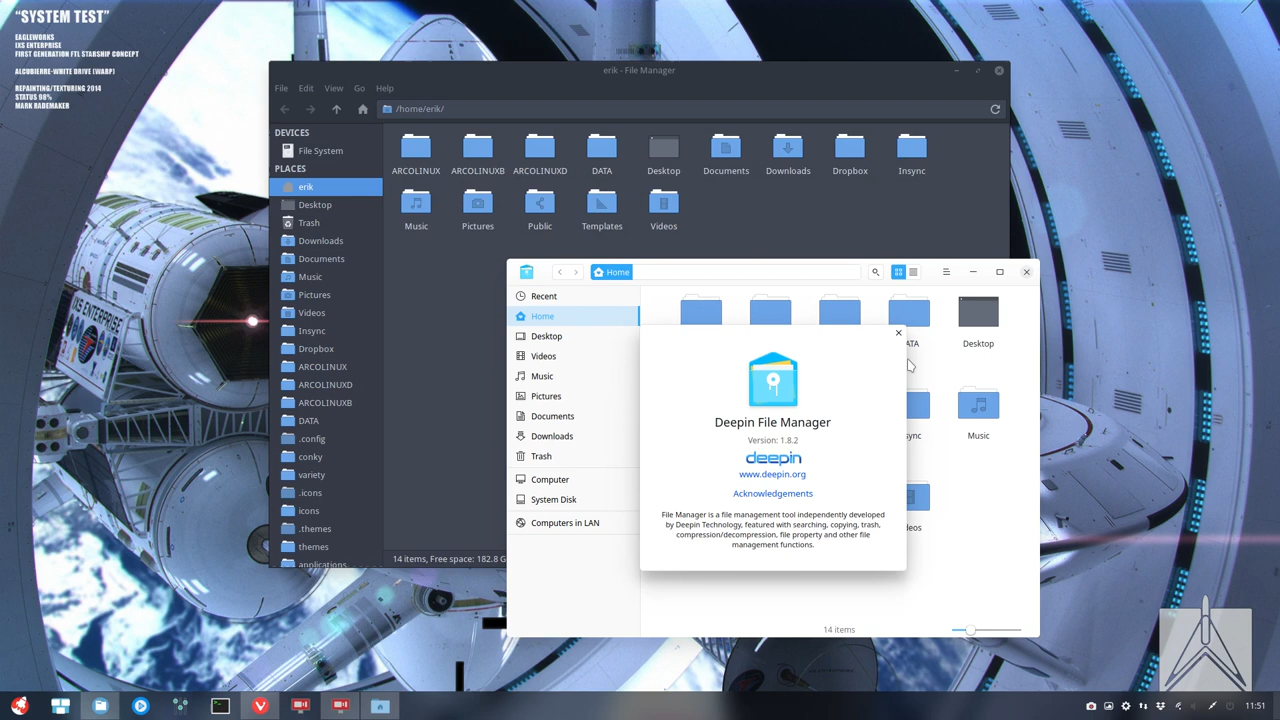 “SYSTEM TEST”
EAGLEWORKS
IXS ENTERPRISE
FIRST GENERATION FTL STARSHIP CONCEPT
ALCUBIERRE-WHITE DRIVE (WARP)
REPAINTING/TEXTURING 2014
STATUS 98%
MARK RADEMAKER
erik - File Manager
File Edit View Go Help
/home/erik/
DEVICES
File System
PLACES
erik
Desktop
Trash
Downloads
Documents
Music
Pictures
Videos
Insync
Dropbox
ARCOLINUX
ARCOLINUXD
ARCOLINUXB
DATA
.config
conky
variety
.icons
icons
.themes
themes
applications
ARCOLINUX ARCOLINUXB ARCOLINUXD DATA Desktop Documents Downloads Dropbox Insync
Music Pictures Public Templates Videos
14 items, Free space: 182.8 G
Home
Recent
Home
Desktop
Videos
Music
Pictures
Documents
Downloads
Trash
Computer
System Disk
Computers in LAN
ATA Desktop
sync Music
deos
14 items
Deepin File Manager
Version: 1.8.2
deepin
www.deepin.org
Acknowledgements
File Manager is a file management tool independently developed
by Deepin Technology, featured with searching, copying, trash,
compression/decompression, file property and other file
management functions.
IXS ENTERPRISE
11:51